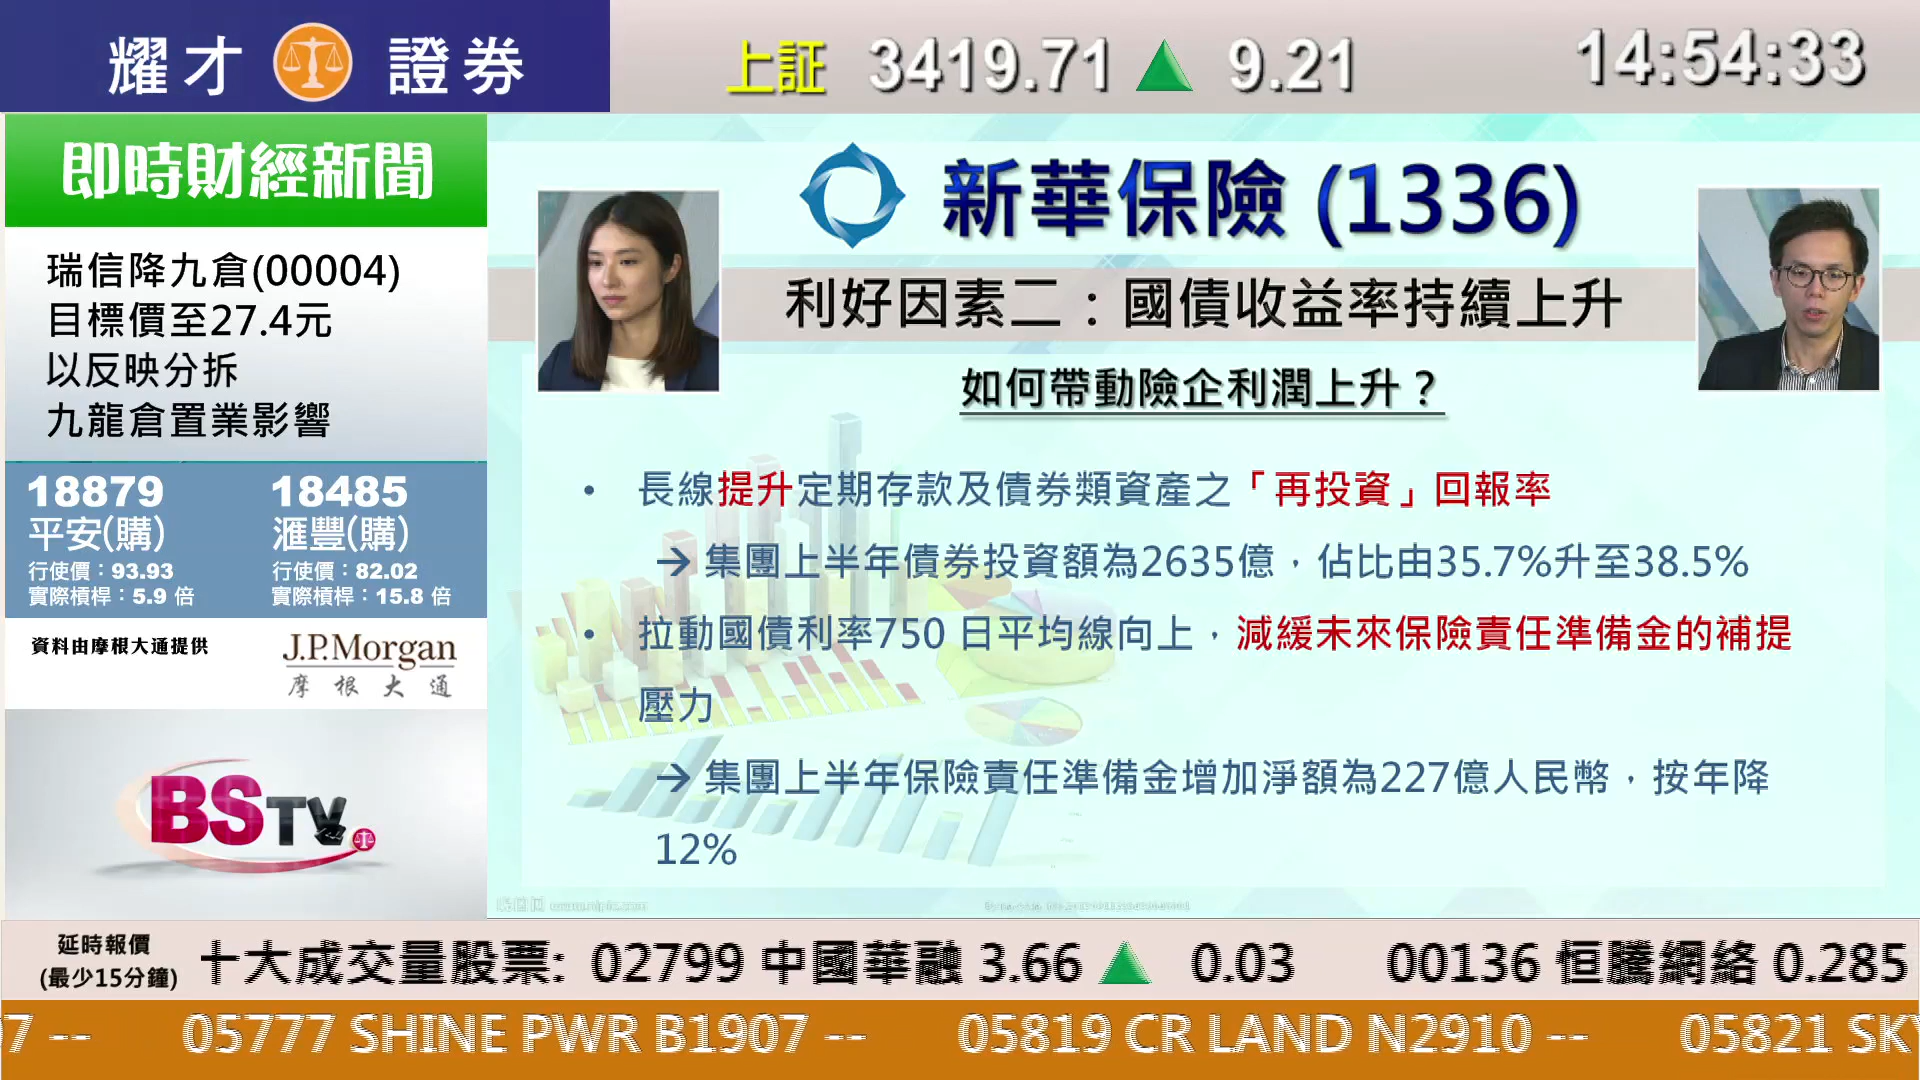 耀才 證券
上証 3419.71 ▲ 9.21
14:54:33
即時財經新聞
瑞信降九倉(00004)
目標價至27.4元
以反映分拆
九龍倉置業影響
18879
平安(購)
行使價：93.93
實際槓桿：5.9 倍
18485
滙豐(購)
行使價：82.02
實際槓桿：15.8 倍
資料由摩根大通提供
J.P.Morgan
摩根大通
BSTV
新華保險 (1336)
利好因素二：國債收益率持續上升
如何帶動險企利潤上升？
• 長線提升定期存款及債券類資產之「再投資」回報率
→ 集團上半年債券投資額為2635億，佔比由35.7%升至38.5%
• 拉動國債利率750 日平均線向上，減緩未來保險責任準備金的補提
壓力
→ 集團上半年保險責任準備金增加淨額為227億人民幣，按年降
12%
延時報價
(最少15分鐘)
十大成交量股票: 02799 中國華融 3.66 ▲ 0.03 00136 恒騰網絡 0.285
7 -- 05777 SHINE PWR B1907 -- 05819 CR LAND N2910 -- 05821 SK